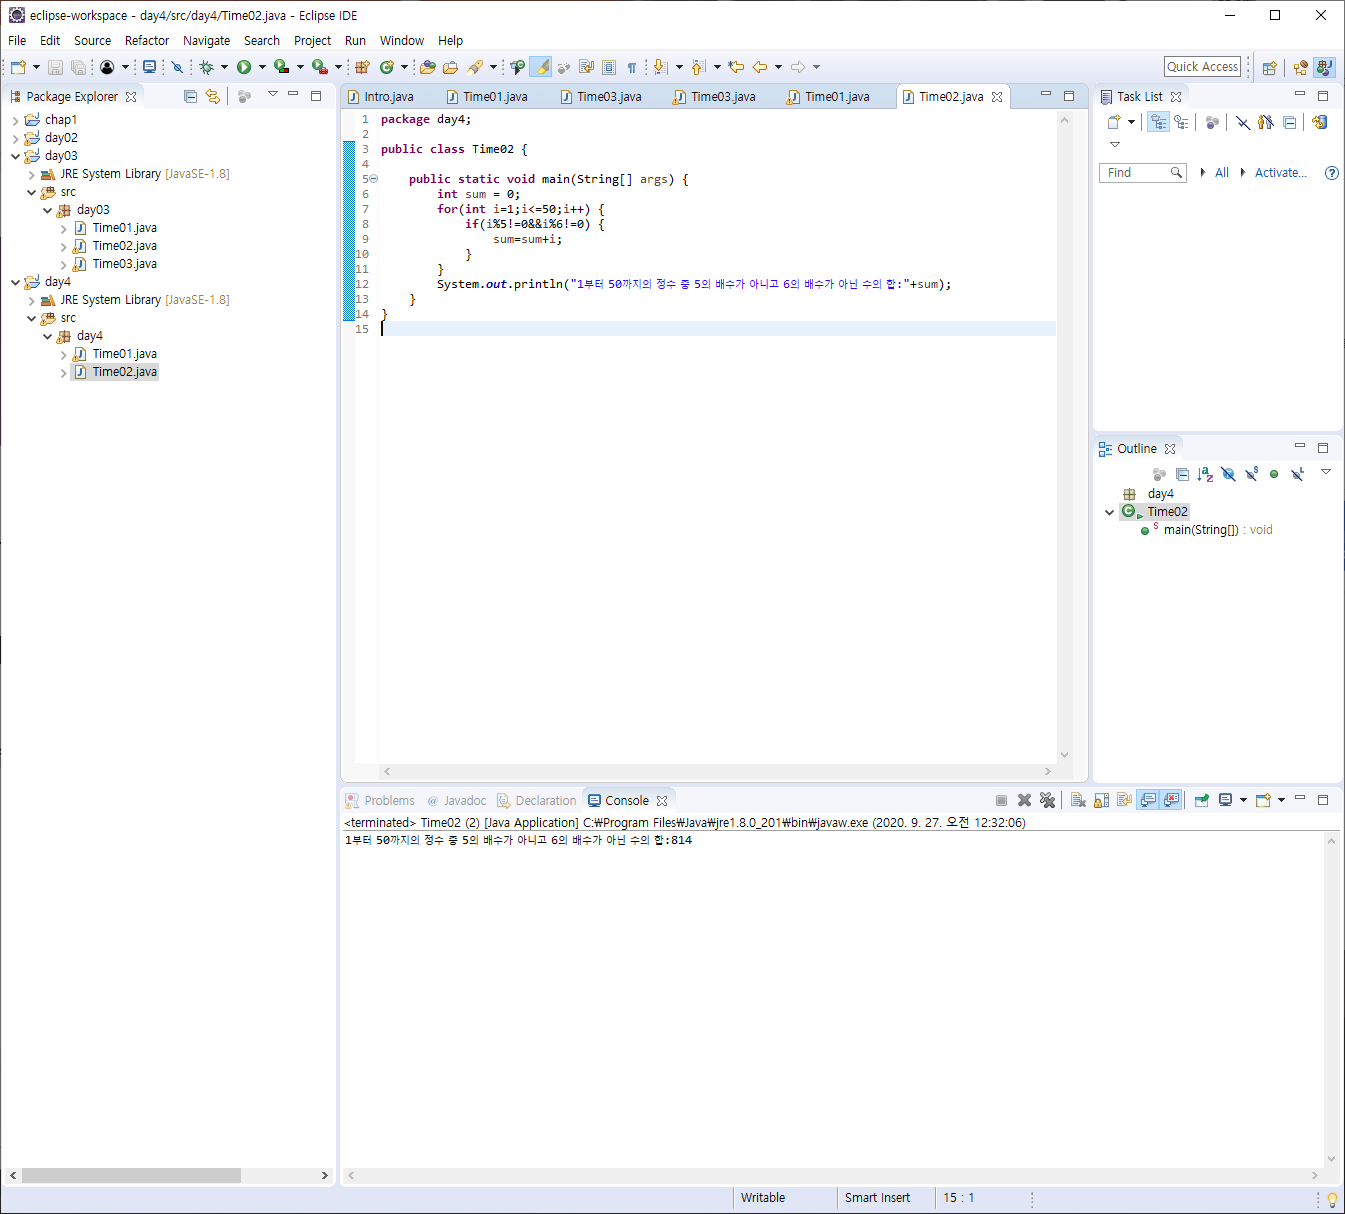 eclipse-workspace - day4/src/day4/Time02.java - Eclipse IDE
File Edit Source Refactor Navigate Search Project Run Window Help
Quick Access
Package Explorer
chap1
day02
day03
JRE System Library [JavaSE-1.8]
src
day03
Time01.java
Time02.java
Time03.java
day4
JRE System Library [JavaSE-1.8]
src
day4
Time01.java
Time02.java
Intro.java Time01.java Time03.java Time03.java Time01.java Time02.java
1 package day4;
2
3 public class Time02 {
4
5 public static void main(String[] args) {
6 int sum = 0;
7 for(int i=1;i<=50;i++) {
8 if(i%5!=0&&i%6!=0) {
9 sum=sum+i;
10 }
11 }
12 System.out.println("1부터 50까지의 정수 중 5의 배수가 아니고 6의 배수가 아닌 수의 합:"+sum);
13 }
14 }
15
Task List
Find All Activate...
Outline
day4
Time02
main(String[]) : void
Problems @ Javadoc Declaration Console
<terminated> Time02 (2) [Java Application] C:₩Program Files₩Java₩jre1.8.0_201₩bin₩javaw.exe (2020. 9. 27. 오전 12:32:06)
1부터 50까지의 정수 중 5의 배수가 아니고 6의 배수가 아닌 수의 합:814
Writable Smart Insert 15 : 1